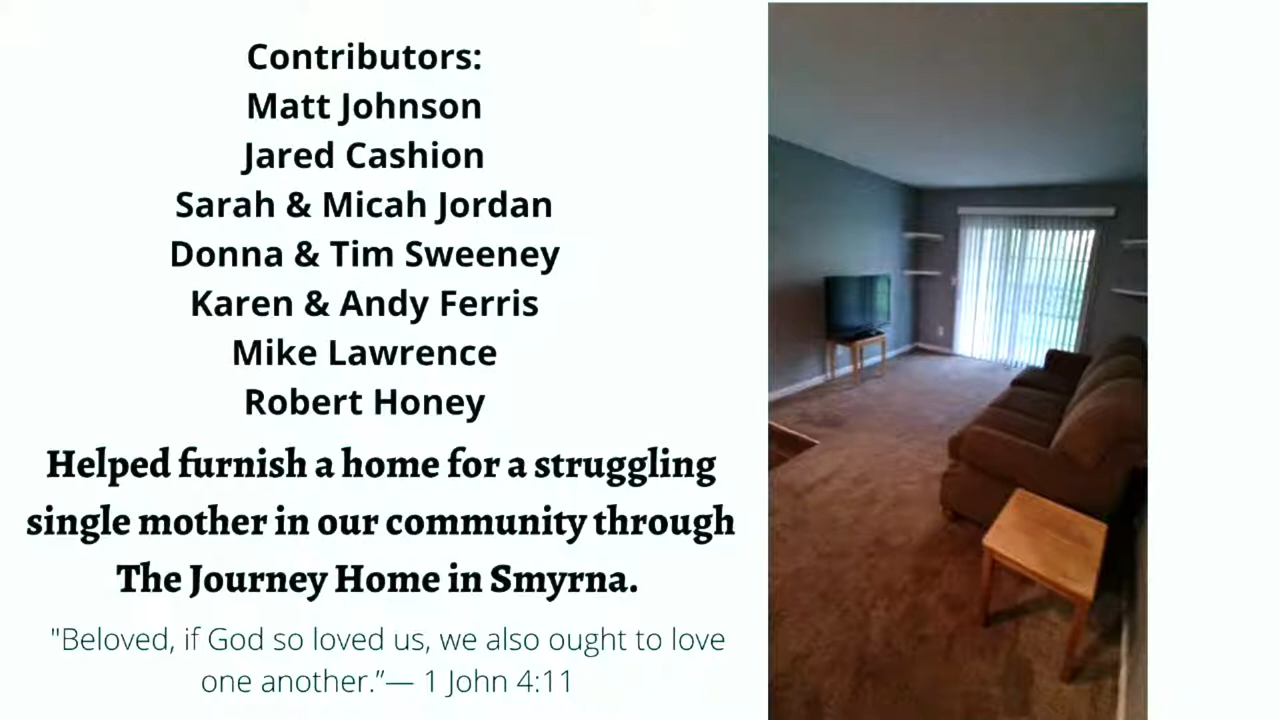 Contributors:
Matt Johnson
Jared Cashion
Sarah & Micah Jordan
Donna & Tim Sweeney
Karen & Andy Ferris
Mike Lawrence
Robert Honey
Helped furnish a home for a struggling
single mother in our community through
The Journey Home in Smyrna.
"Beloved, if God so loved us, we also ought to love
one another.”— 1 John 4:11